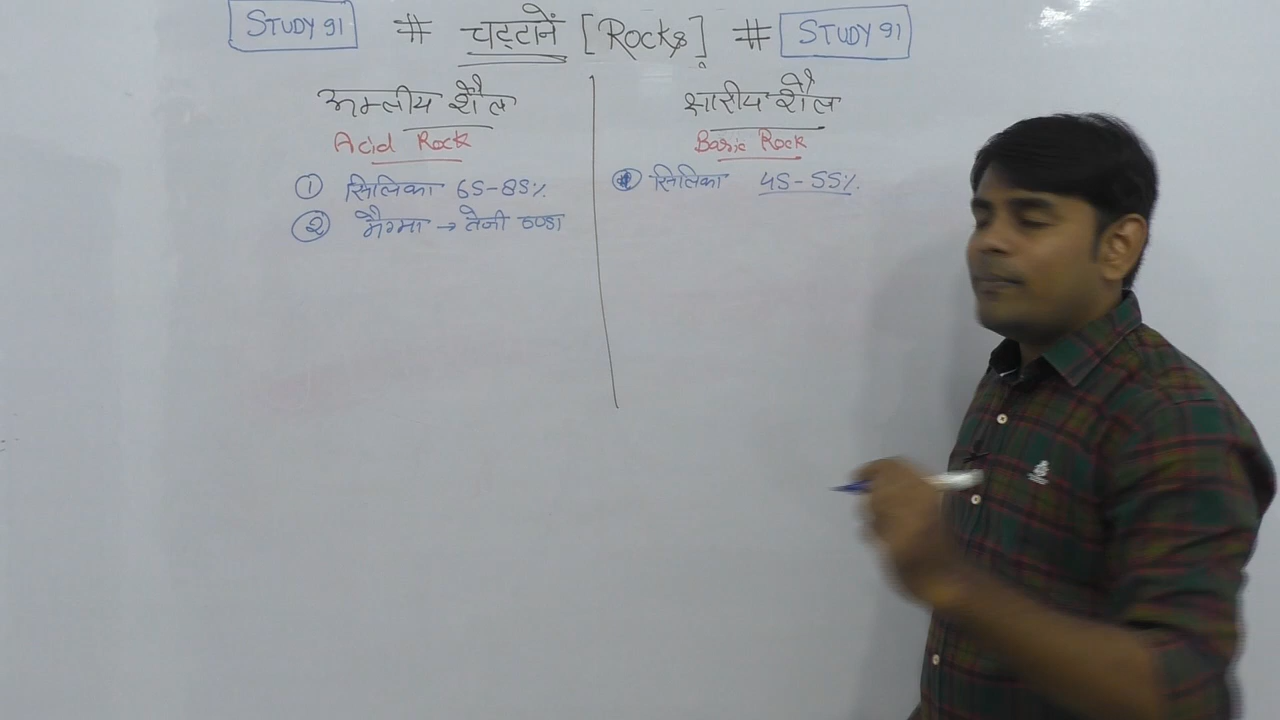 STUDY 91 # चट्टानें [Rocks] # STUDY 91
अम्लीय शैल
Acid Rock
① सिलिका 65-85%
② मैग्मा → तेजी ठण्डा
क्षारीय शैल
Basic Rock
① सिलिका 45-55%